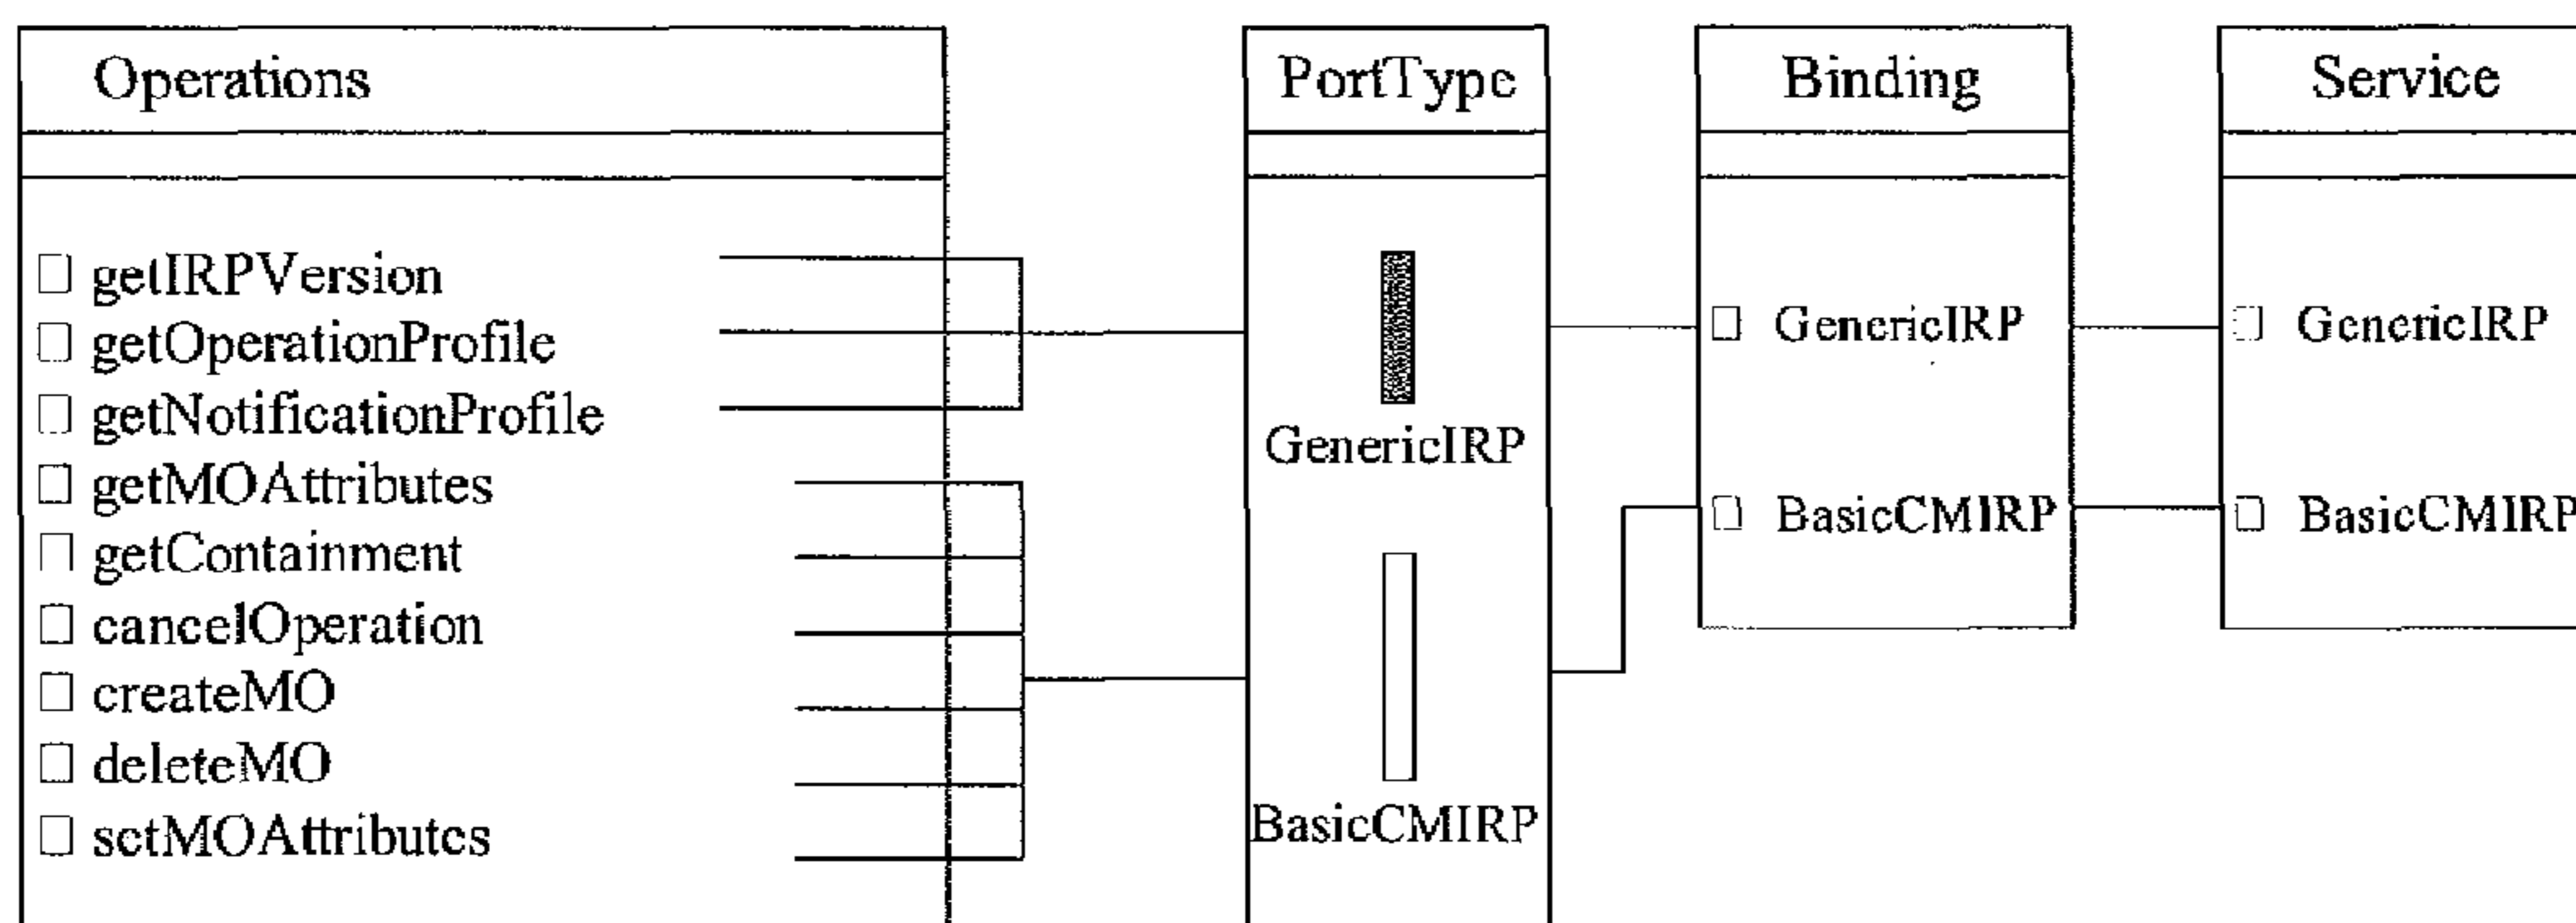 Operations
getIRPVersion
getOperationProfile
getNotificationProfile
getMOAttributes
getContainment
cancelOperation
createMO
deleteMO
setMOAttributes
PortType
GenericIRP
BasicCMIRP
Binding
GenericIRP
BasicCMIRP
Service
GenericIRP
BasicCMIRP